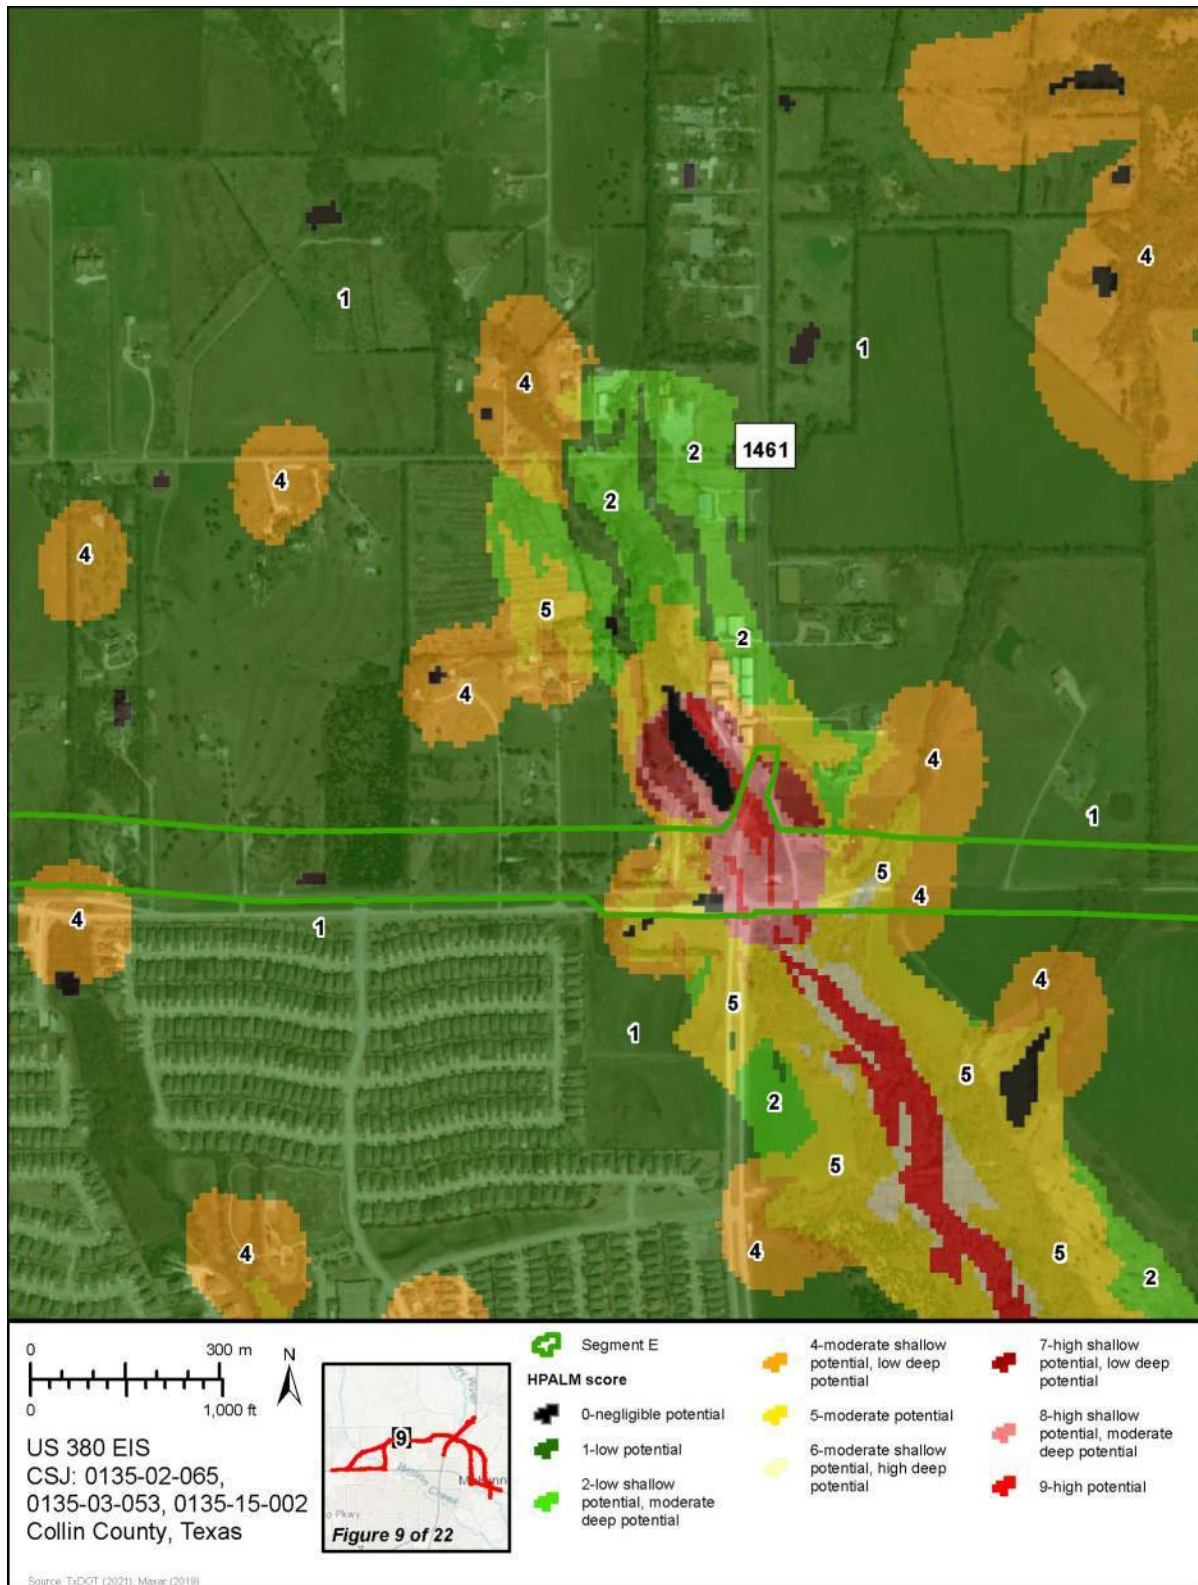 4
1
4
1
4
2
1461
4
2
4
5
2
4
4
1
5
4
4
1
4
5
1
5
2
5
4
4
5
2
0 300 m
0 1,000 ft
N
US 380 EIS
CSJ: 0135-02-065,
0135-03-053, 0135-15-002
Collin County, Texas
Source: TxDOT (2021); Maxar (2019)
[9]
Figure 9 of 22
Segment E
HPALM score
0-negligible potential
1-low potential
2-low shallow
potential, moderate
deep potential
4-moderate shallow
potential, low deep
potential
5-moderate potential
6-moderate shallow
potential, high deep
potential
7-high shallow
potential, low deep
potential
8-high shallow
potential, moderate
deep potential
9-high potential